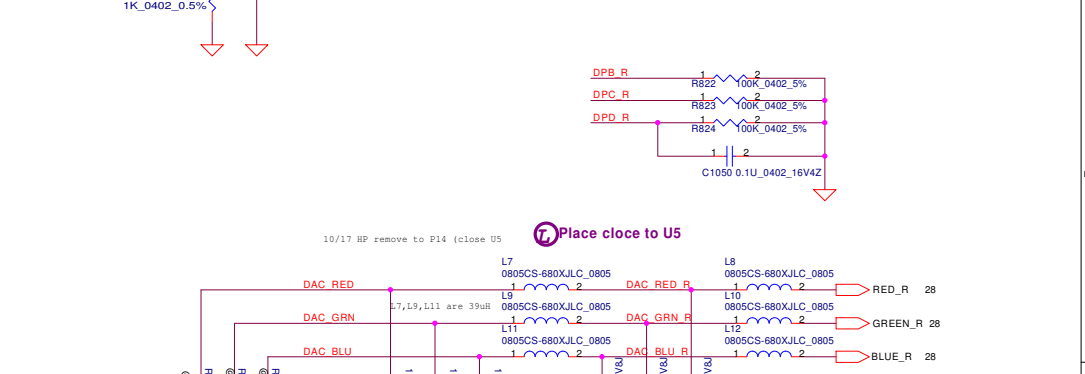 1K_0402_0.5%
DPB_R 1 2
R822 100K_0402_5%
DPC_R 1 2
R823 100K_0402_5%
DPD_R 1 2
R824 100K_0402_5%
1 2
C1050 0.1U_0402_16V4Z
10/17 HP remove to P14 (close U5
L Place cloce to U5
L7 L8
0805CS-680XJLC_0805 0805CS-680XJLC_0805
DAC_RED 1 2 DAC_RED_R 1 2 RED_R 28
L9 L10
L7,L9,L11 are 39uH 0805CS-680XJLC_0805 0805CS-680XJLC_0805
DAC_GRN 1 2 DAC_GRN_R 1 2 GREEN_R 28
L11 L12
0805CS-680XJLC_0805 0805CS-680XJLC_0805
DAC_BLU 1 2 DAC_BLU_R 1 2 BLUE_R 28
1 1 1